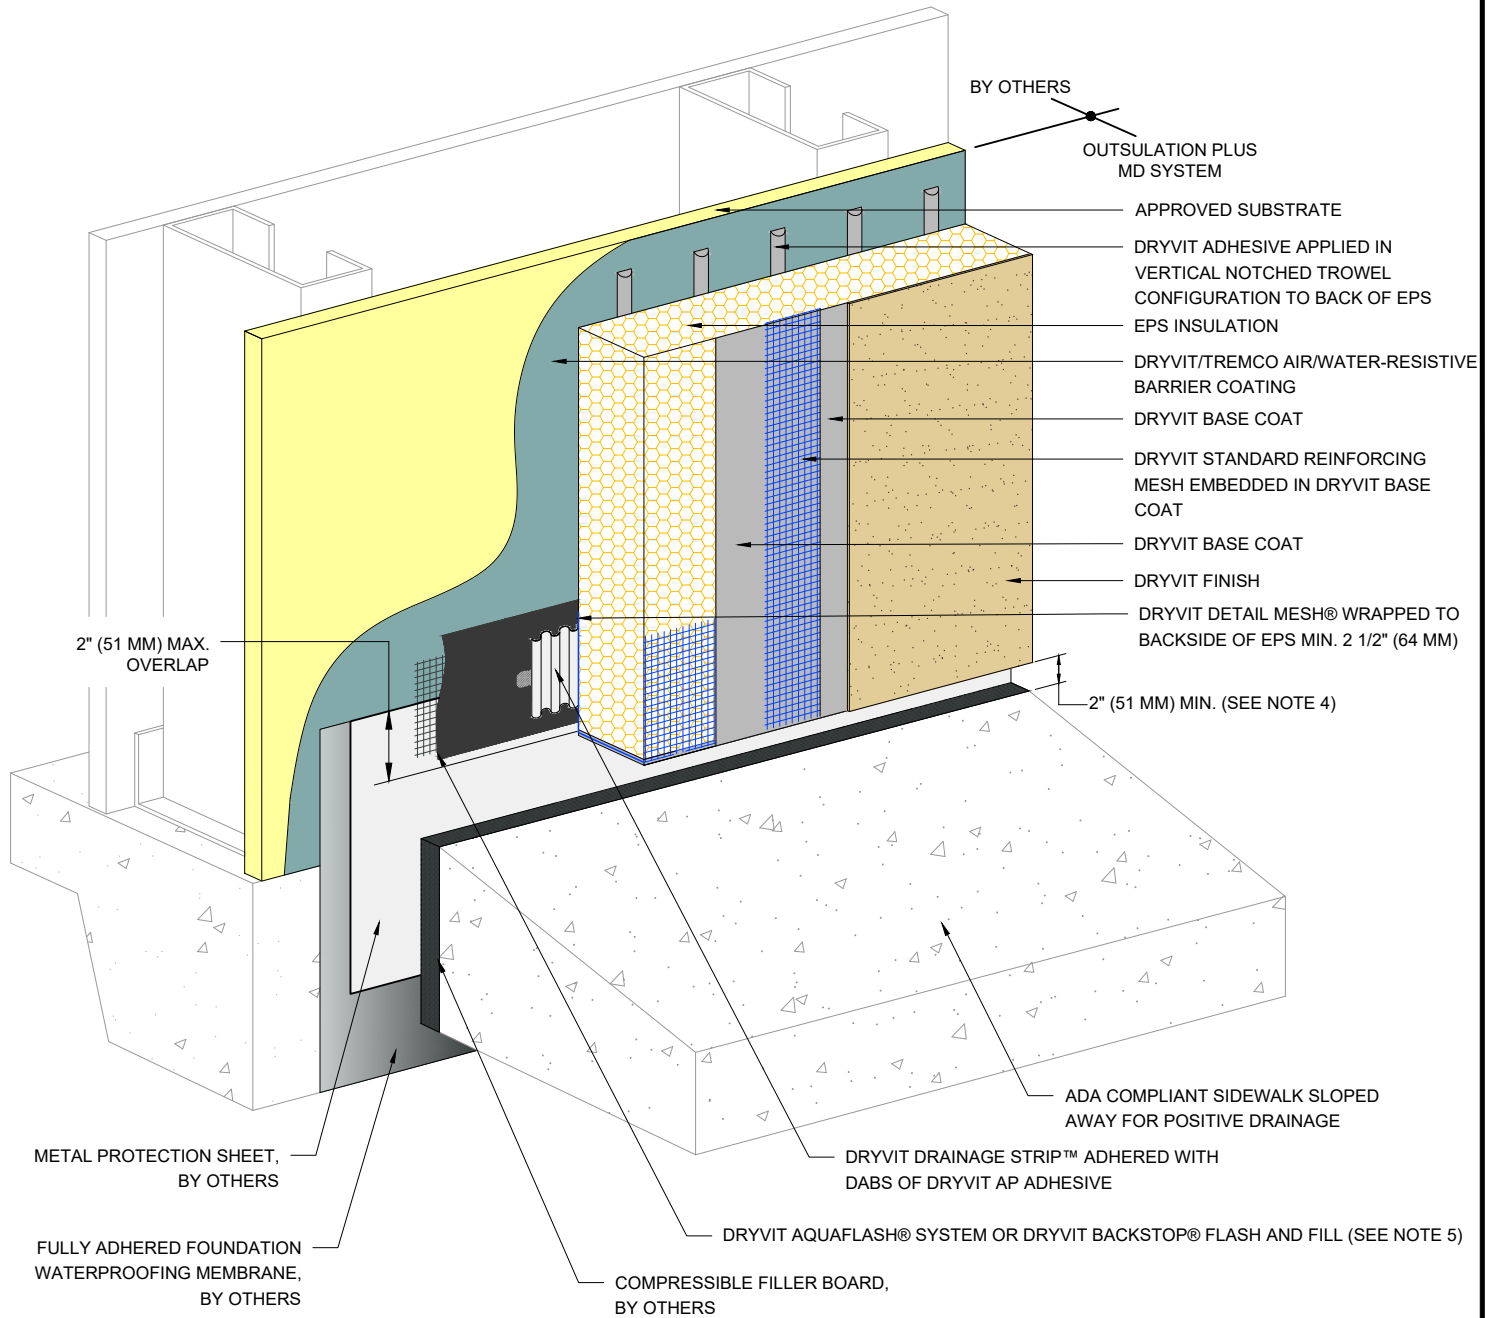 BY OTHERS
OUTSULATION PLUS
MD SYSTEM
APPROVED SUBSTRATE
DRYVIT ADHESIVE APPLIED IN
VERTICAL NOTCHED TROWEL
CONFIGURATION TO BACK OF EPS
EPS INSULATION
DRYVIT/TREMCO AIR/WATER-RESISTIVE
BARRIER COATING
DRYVIT BASE COAT
DRYVIT STANDARD REINFORCING
MESH EMBEDDED IN DRYVIT BASE
COAT
DRYVIT BASE COAT
DRYVIT FINISH
DRYVIT DETAIL MESH® WRAPPED TO
BACKSIDE OF EPS MIN. 2 1/2" (64 MM)
2" (51 MM) MAX.
OVERLAP
2" (51 MM) MIN. (SEE NOTE 4)
ADA COMPLIANT SIDEWALK SLOPED
AWAY FOR POSITIVE DRAINAGE
METAL PROTECTION SHEET,
BY OTHERS
DRYVIT DRAINAGE STRIP™ ADHERED WITH
DABS OF DRYVIT AP ADHESIVE
DRYVIT AQUAFLASH® SYSTEM OR DRYVIT BACKSTOP® FLASH AND FILL (SEE NOTE 5)
FULLY ADHERED FOUNDATION
WATERPROOFING MEMBRANE,
BY OTHERS
COMPRESSIBLE FILLER BOARD,
BY OTHERS